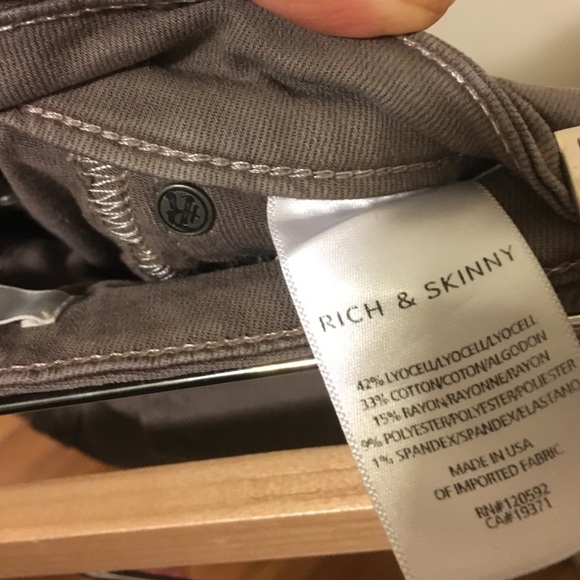 RICH & SKINNY
42% LYOCELL/LYOCELL/LYOCELL
33% COTTON/COTON/ALGODON
15% RAYON/RAYONNE/RAYON
9% POLYESTER/POLYESTER/POLIESTER
1% SPANDEX/SPANDEX/ELASTANO
MADE IN USA
OF IMPORTED FABRIC
RN#120592
CA#19371